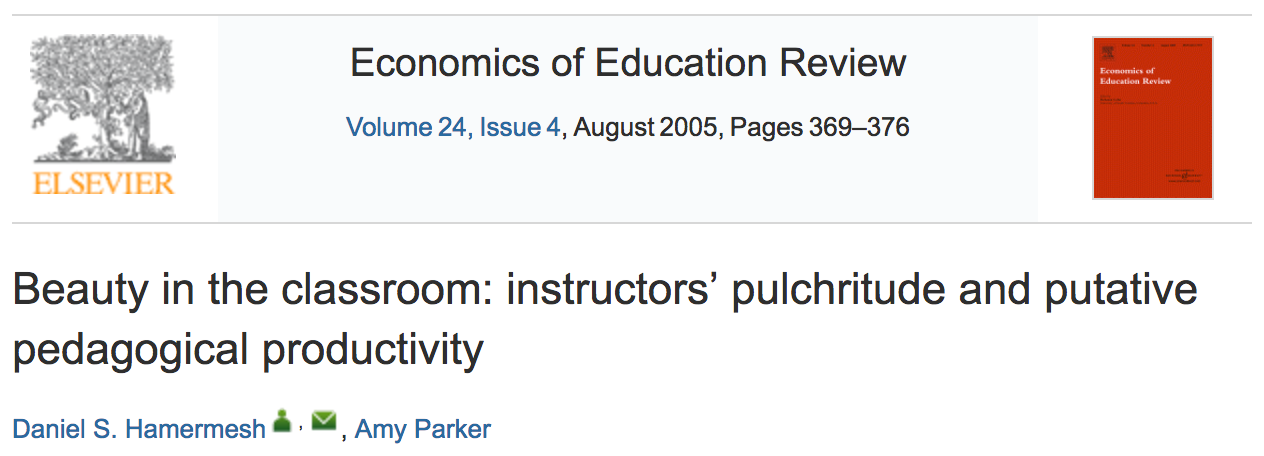 ELSEVIER
Economics of Education Review
Volume 24, Issue 4, August 2005, Pages 369–376
Economics of
Education Review
Beauty in the classroom: instructors’ pulchritude and putative
pedagogical productivity
Daniel S. Hamermesh , , Amy Parker